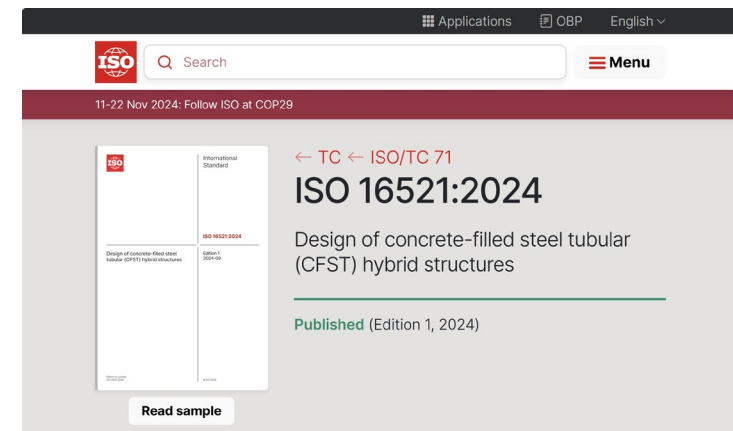 Applications OBP English
ISO Search Menu
11-22 Nov 2024: Follow ISO at COP29
← TC ← ISO/TC 71
ISO 16521:2024
Design of concrete-filled steel tubular
(CFST) hybrid structures
Published (Edition 1, 2024)
ISO
International
Standard
ISO 16521:2024
Design of concrete-filled steel
tubular (CFST) hybrid structures
Edition 1
2024-09
Read sample